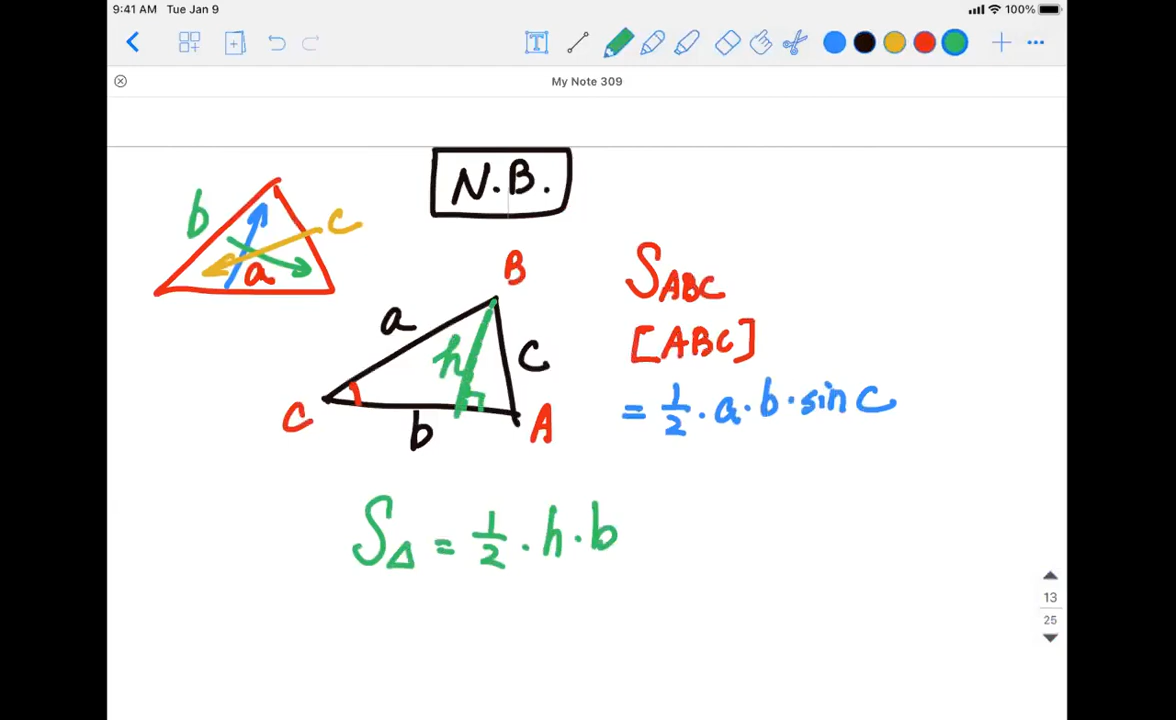 9:41 AM Tue Jan 9
100%
T
My Note 309
N.B.
b
c
a
B
a
h
c
C
b
A
S_ABC
[ABC]
= 1/2 · a · b · sin C
S_Δ = 1/2 · h · b
13
25